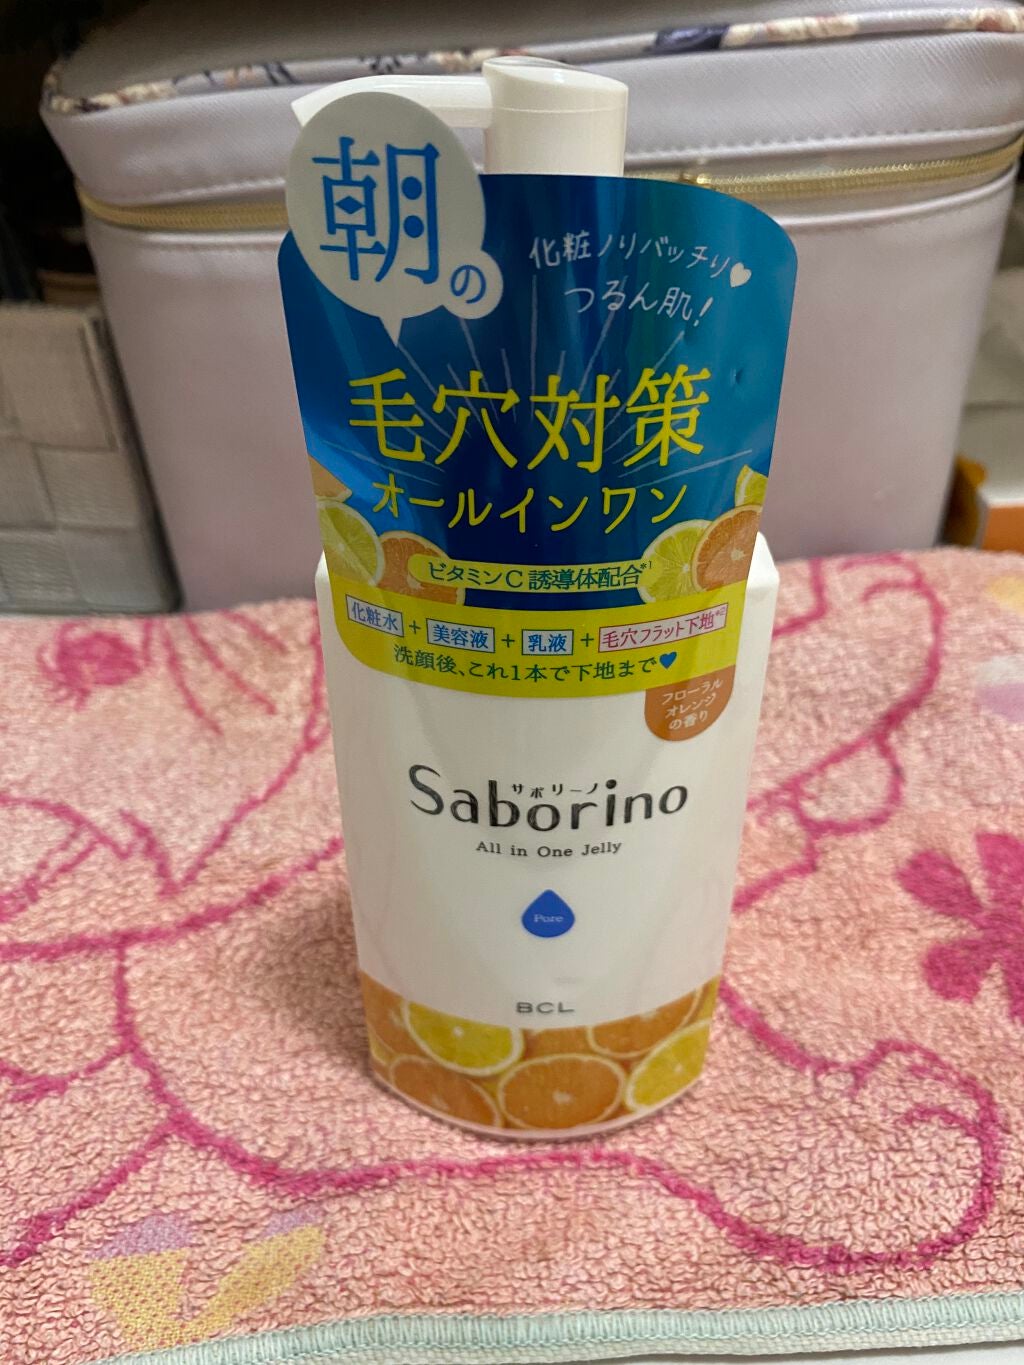 朝の
化粧ノリバッチリ♥
つるん肌!
毛穴対策
オールインワン
ビタミンC誘導体配合*1
化粧水+美容液+乳液+毛穴フラット下地*2
洗顔後、これ1本で下地まで♥
フローラル
オレンジ
の香り
サボリーノ
Saborino
All in One Jelly
Pore
BCL